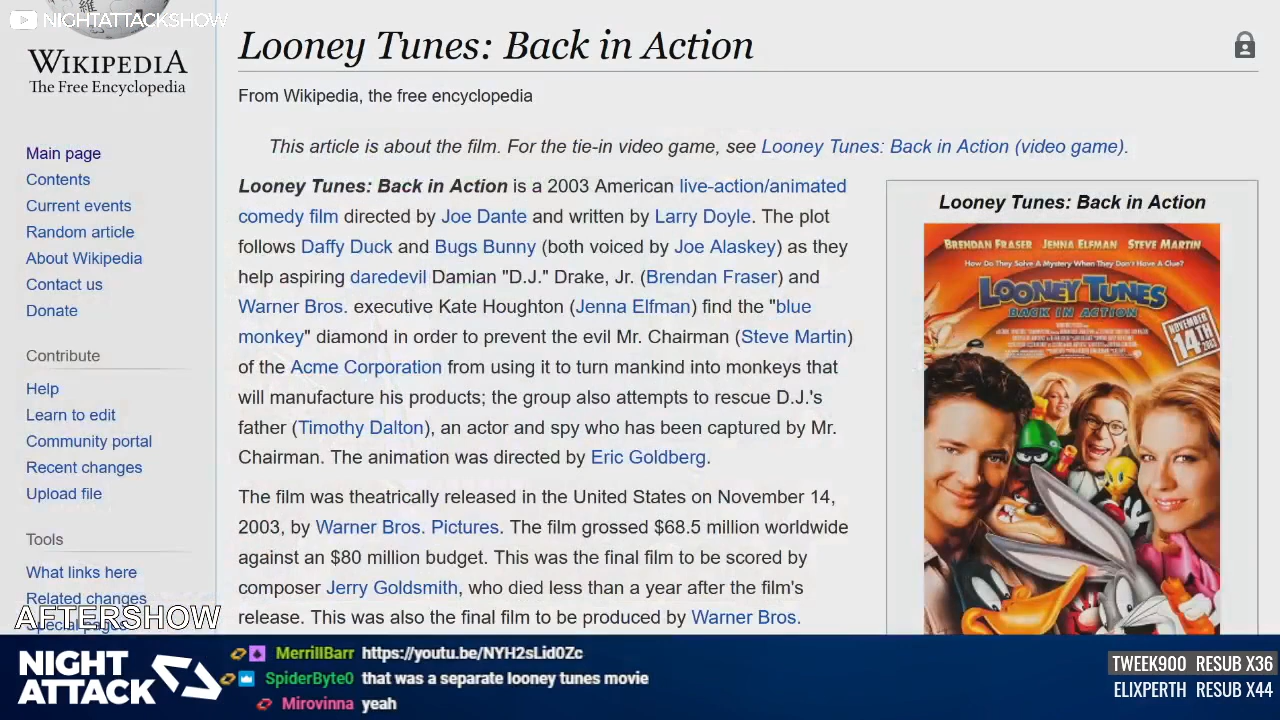 NIGHTATTACKSHOW
WIKIPEDIA
The Free Encyclopedia
Main page
Contents
Current events
Random article
About Wikipedia
Contact us
Donate
Contribute
Help
Learn to edit
Community portal
Recent changes
Upload file
Tools
What links here
Related changes
Special pages
Looney Tunes: Back in Action
From Wikipedia, the free encyclopedia
This article is about the film. For the tie-in video game, see Looney Tunes: Back in Action (video game).
Looney Tunes: Back in Action is a 2003 American live-action/animated
comedy film directed by Joe Dante and written by Larry Doyle. The plot
follows Daffy Duck and Bugs Bunny (both voiced by Joe Alaskey) as they
help aspiring daredevil Damian "D.J." Drake, Jr. (Brendan Fraser) and
Warner Bros. executive Kate Houghton (Jenna Elfman) find the "blue
monkey" diamond in order to prevent the evil Mr. Chairman (Steve Martin)
of the Acme Corporation from using it to turn mankind into monkeys that
will manufacture his products; the group also attempts to rescue D.J.'s
father (Timothy Dalton), an actor and spy who has been captured by Mr.
Chairman. The animation was directed by Eric Goldberg.
The film was theatrically released in the United States on November 14,
2003, by Warner Bros. Pictures. The film grossed $68.5 million worldwide
against an $80 million budget. This was the final film to be scored by
composer Jerry Goldsmith, who died less than a year after the film's
release. This was also the final film to be produced by Warner Bros.
Looney Tunes: Back in Action
BRENDAN FRASER JENNA ELFMAN STEVE MARTIN
How Do They Solve A Mystery When They Don't Have A Clue?
LOONEY TUNES
BACK IN ACTION
NOVEMBER
14TH
2003
AFTERSHOW
NIGHT
ATTACK
MerrillBarr https://youtu.be/NYH2sLid0Zc
SpiderByte0 that was a separate looney tunes movie
Mirovinna yeah
TWEEK900 RESUB X36
ELIXPERTH RESUB X44